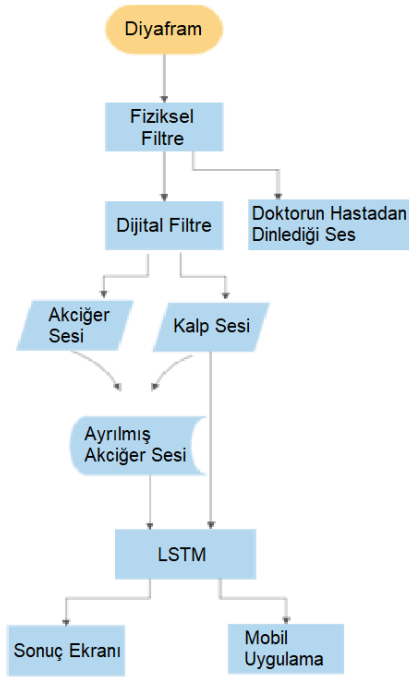 Diyafram
Fiziksel
Filtre
Dijital Filtre
Doktorun Hastadan
Dinlediği Ses
Akciğer
Sesi
Kalp Sesi
Ayrılmış
Akciğer Sesi
LSTM
Sonuç Ekranı
Mobil
Uygulama